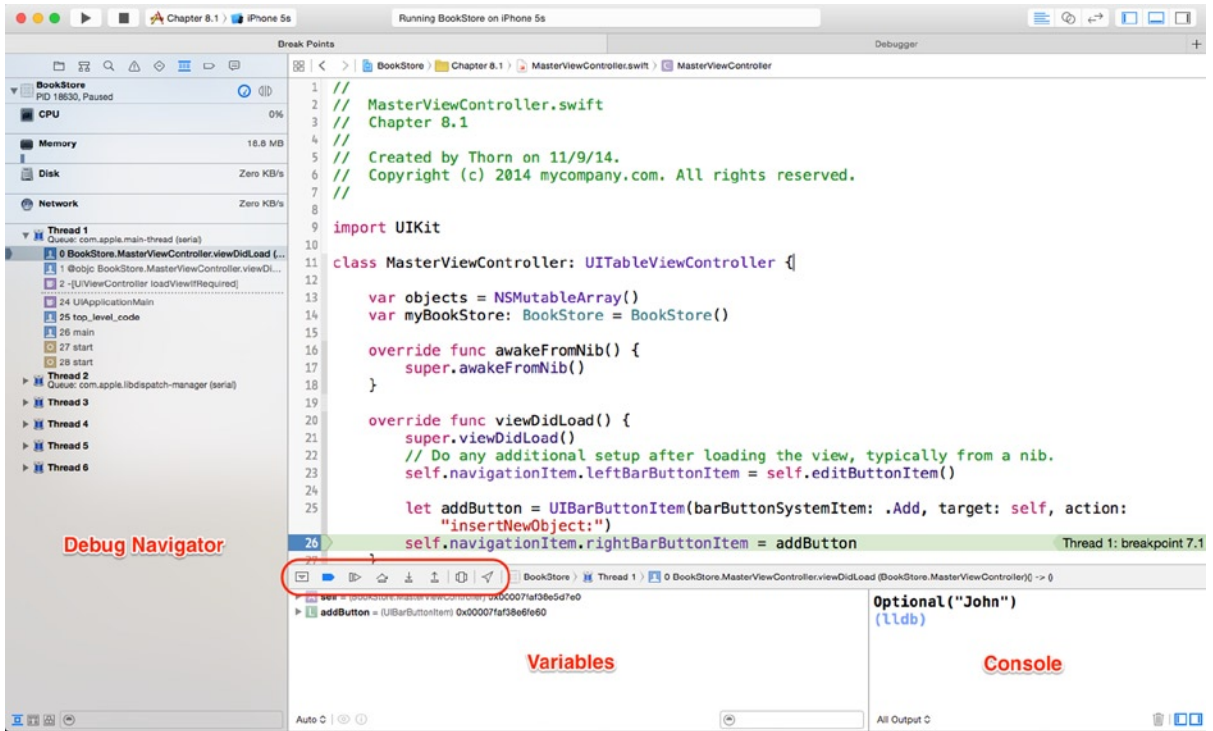 Chapter 8.1 › iPhone 5s
Running BookStore on iPhone 5s
Break Points
Debugger
BookStore
PID 18630, Paused
CPU 0%
Memory 18.8 MB
Disk Zero KB/s
Network Zero KB/s
Thread 1
Queue: com.apple.main-thread (serial)
0 BookStore.MasterViewController.viewDidLoad (...
1 @objc BookStore.MasterViewController.viewDi...
2 -[UIViewController loadViewIfRequired]
24 UIApplicationMain
25 top_level_code
26 main
27 start
28 start
Thread 2
Queue: com.apple.libdispatch-manager (serial)
Thread 3
Thread 4
Thread 5
Thread 6
Debug Navigator
BookStore › Chapter 8.1 › MasterViewController.swift › MasterViewController
1 //
2 // MasterViewController.swift
3 // Chapter 8.1
4 //
5 // Created by Thorn on 11/9/14.
6 // Copyright (c) 2014 mycompany.com. All rights reserved.
7 //
8
9 import UIKit
10
11 class MasterViewController: UITableViewController {
12
13 var objects = NSMutableArray()
14 var myBookStore: BookStore = BookStore()
15
16 override func awakeFromNib() {
17 super.awakeFromNib()
18 }
19
20 override func viewDidLoad() {
21 super.viewDidLoad()
22 // Do any additional setup after loading the view, typically from a nib.
23 self.navigationItem.leftBarButtonItem = self.editButtonItem()
24
25 let addButton = UIBarButtonItem(barButtonSystemItem: .Add, target: self, action:
"insertNewObject:")
26 self.navigationItem.rightBarButtonItem = addButton Thread 1: breakpoint 7.1
27 }
BookStore › Thread 1 › 0 BookStore.MasterViewController.viewDidLoad (BookStore.MasterViewController)() -> ()
self = (BookStore.MasterViewController) 0x00007faf38e5d7e0
addButton = (UIBarButtonItem) 0x00007faf38e6fe60
Variables
Auto
Optional("John")
(lldb)
Console
All Output